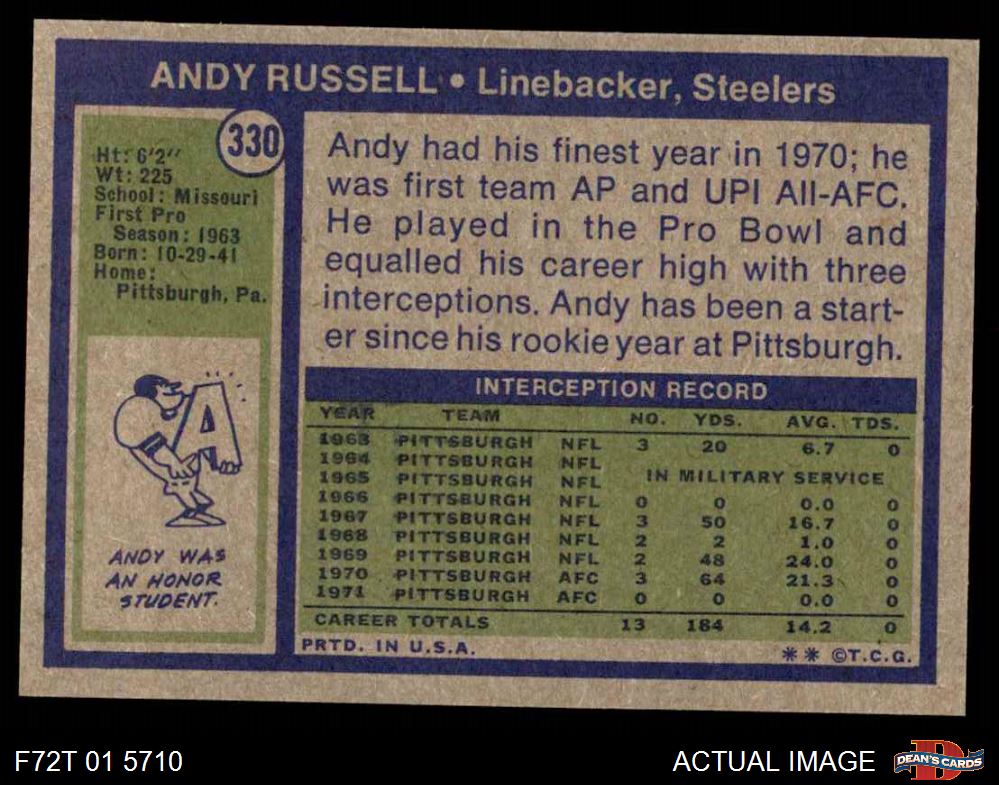 ANDY RUSSELL • Linebacker, Steelers
330
Ht: 6'2"
Wt: 225
School: Missouri
First Pro
Season: 1963
Born: 10-29-41
Home:
Pittsburgh, Pa.
A
ANDY WAS
AN HONOR
STUDENT.
Andy had his finest year in 1970; he
was first team AP and UPI All-AFC.
He played in the Pro Bowl and
equalled his career high with three
interceptions. Andy has been a start-
er since his rookie year at Pittsburgh.
INTERCEPTION RECORD
YEAR TEAM NO. YDS. AVG. TDS.
1963 PITTSBURGH NFL 3 20 6.7 0
1964 PITTSBURGH NFL
1965 PITTSBURGH NFL IN MILITARY SERVICE
1966 PITTSBURGH NFL 0 0 0.0 0
1967 PITTSBURGH NFL 3 50 16.7 0
1968 PITTSBURGH NFL 2 2 1.0 0
1969 PITTSBURGH NFL 2 48 24.0 0
1970 PITTSBURGH AFC 3 64 21.3 0
1971 PITTSBURGH AFC 0 0 0.0 0
CAREER TOTALS 13 184 14.2 0
PRTD. IN U.S.A. ** ©T.C.G.
F72T 01 5710 ACTUAL IMAGE D DEAN'S CARDS